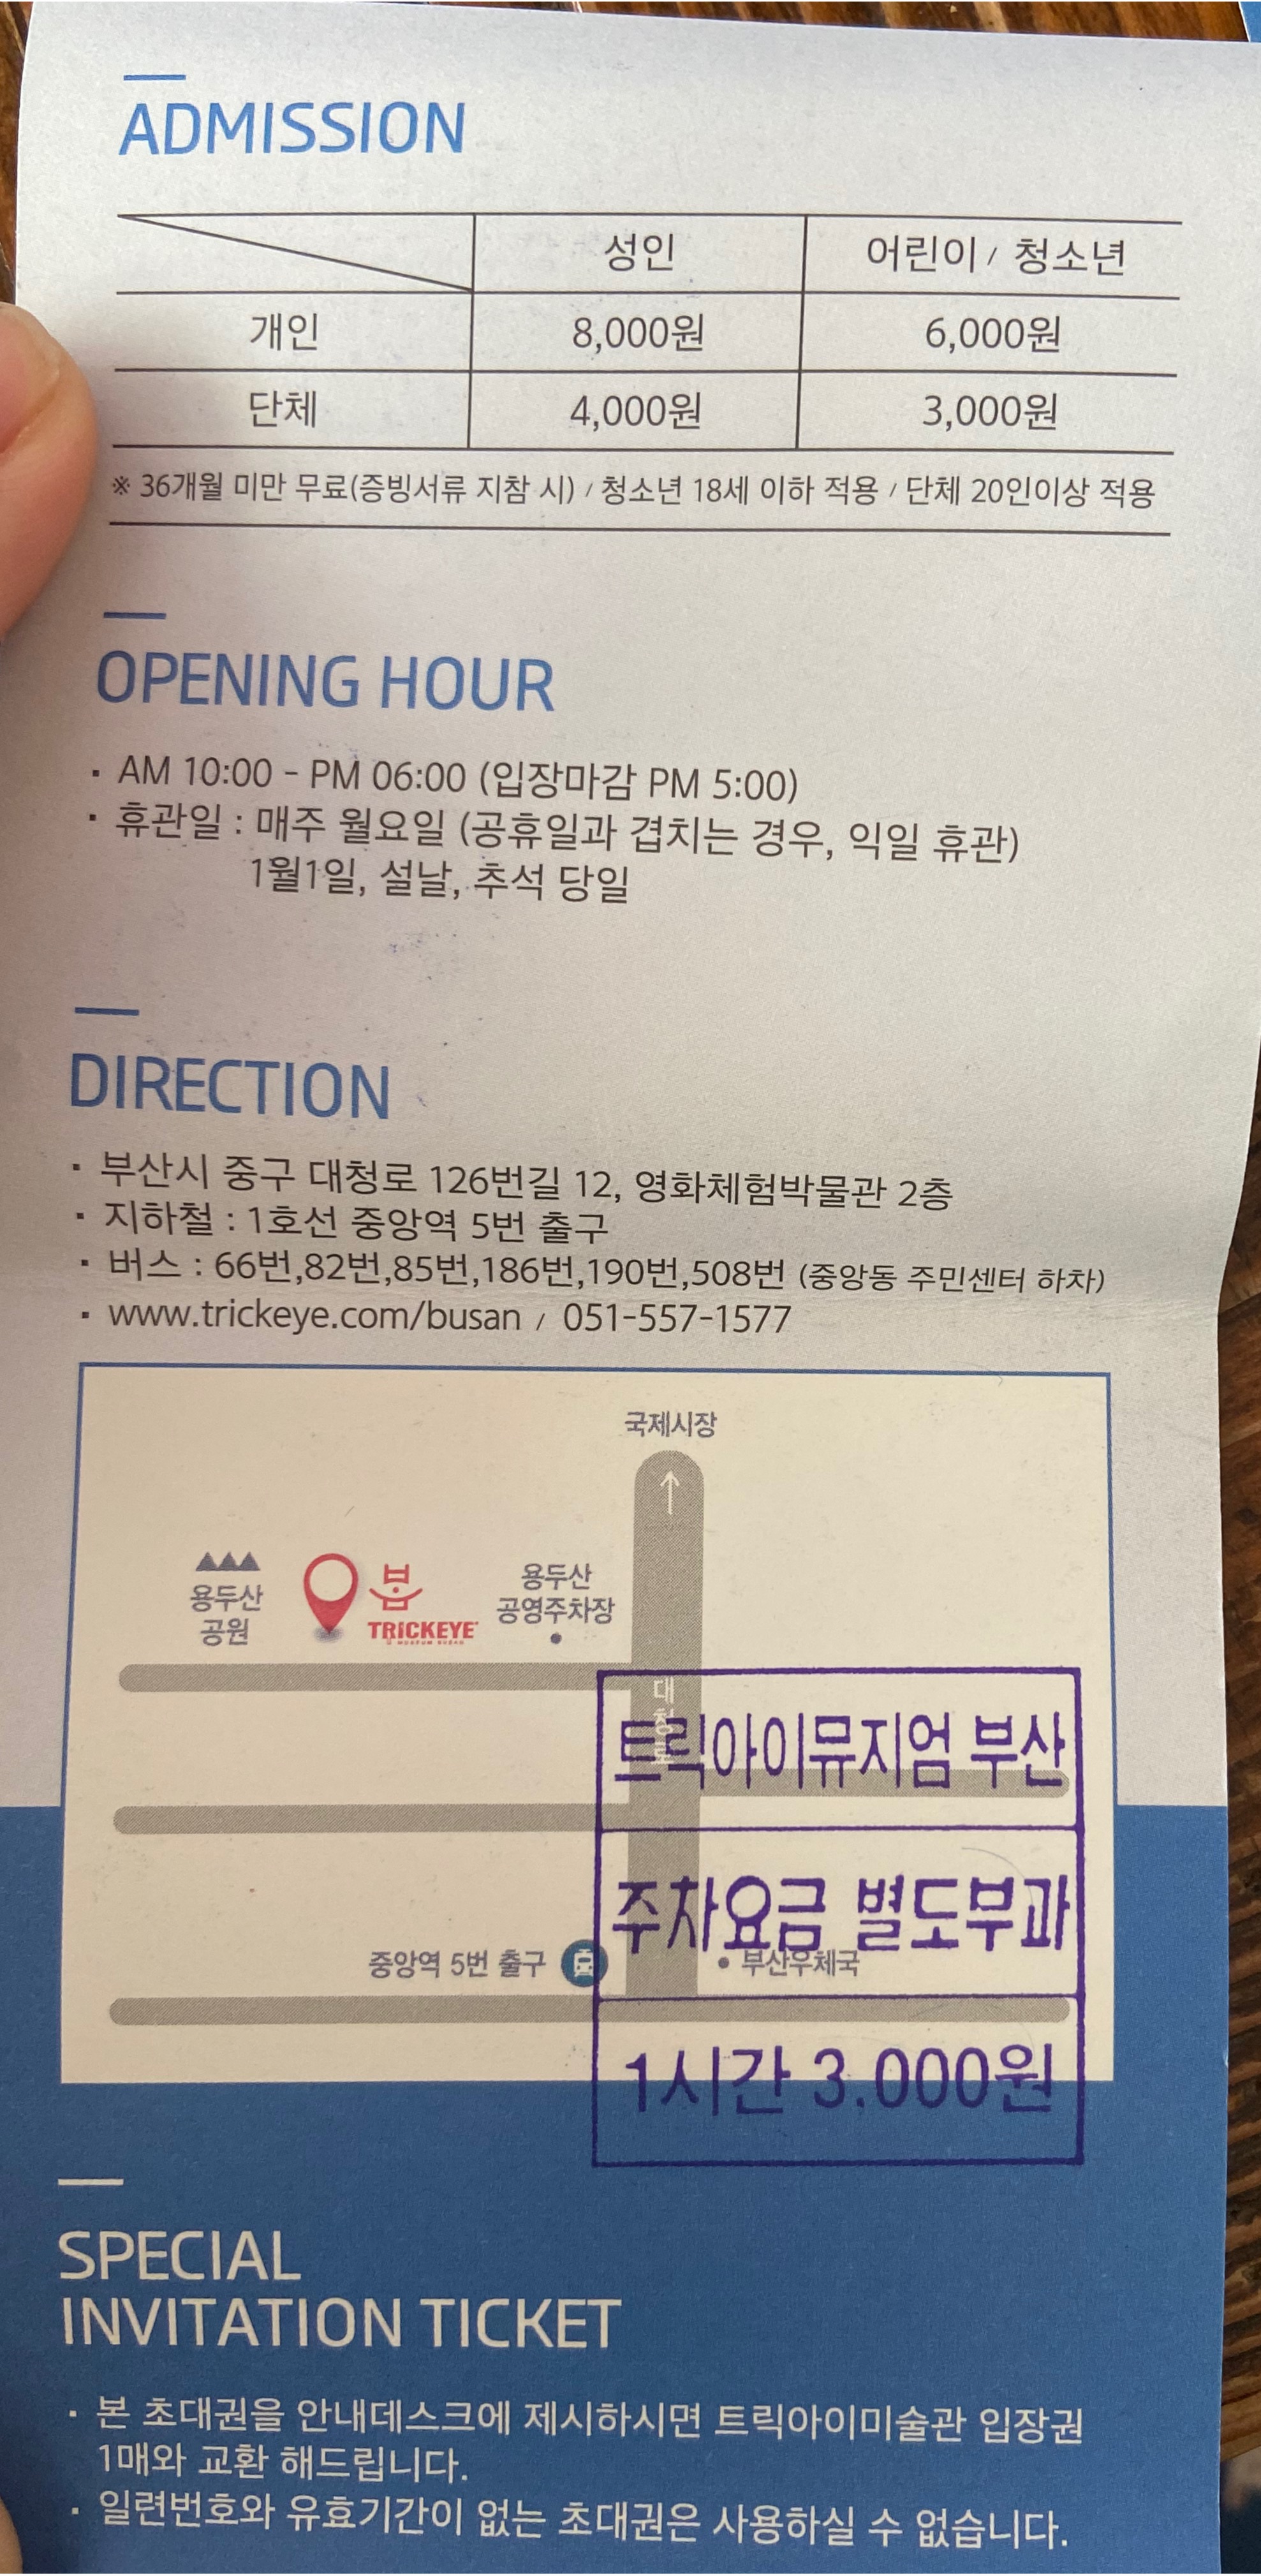 ADMISSION
성인 어린이 / 청소년
개인 8,000원 6,000원
단체 4,000원 3,000원
※ 36개월 미만 무료(증빙서류 지참 시) / 청소년 18세 이하 적용 / 단체 20인이상 적용
OPENING HOUR
· AM 10:00 - PM 06:00 (입장마감 PM 5:00)
· 휴관일 : 매주 월요일 (공휴일과 겹치는 경우, 익일 휴관)
1월1일, 설날, 추석 당일
DIRECTION
· 부산시 중구 대청로 126번길 12, 영화체험박물관 2층
· 지하철 : 1호선 중앙역 5번 출구
· 버스 : 66번,82번,85번,186번,190번,508번 (중앙동 주민센터 하차)
· www.trickeye.com/busan / 051-557-1577
국제시장
용두산
공원
TRICKEYE
용두산
공영주차장
대청로
트릭아이뮤지엄 부산
주차요금 별도부과
중앙역 5번 출구
부산우체국
1시간 3.000원
SPECIAL
INVITATION TICKET
· 본 초대권을 안내데스크에 제시하시면 트릭아이미술관 입장권
1매와 교환 해드립니다.
· 일련번호와 유효기간이 없는 초대권은 사용하실 수 없습니다.